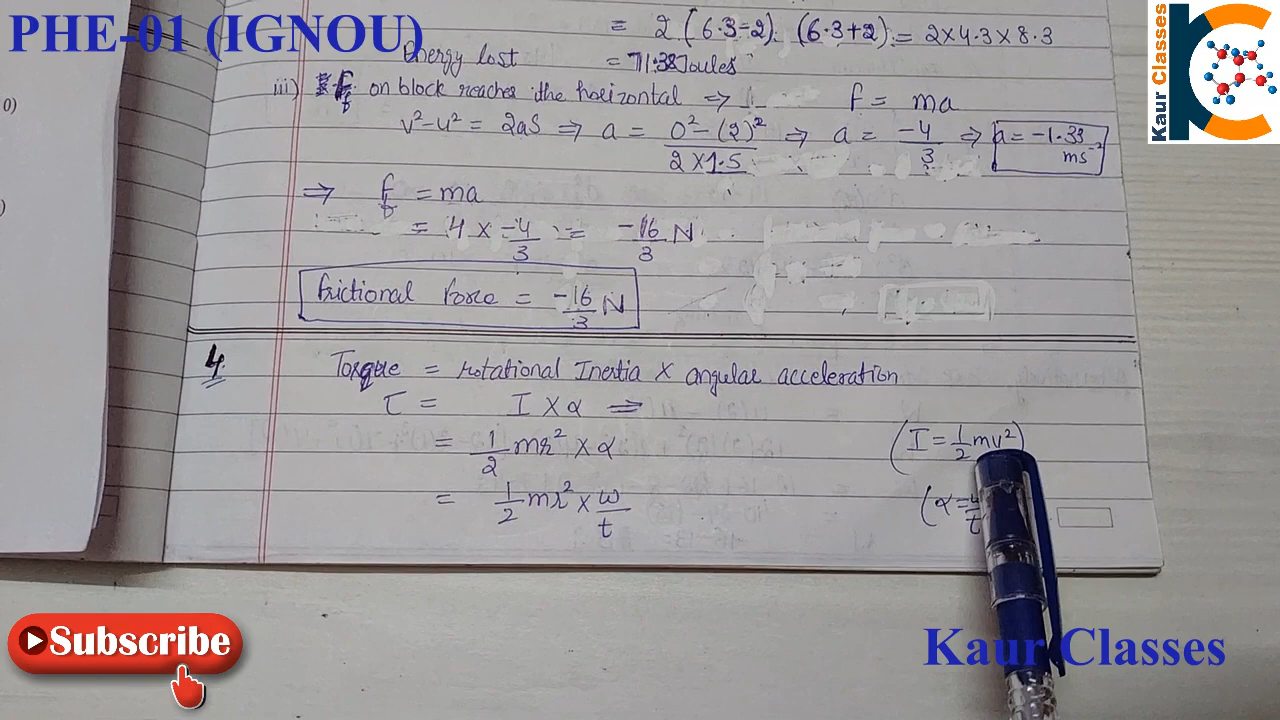 PHE-01 (IGNOU)
= 2 (6.3-2). (6.3+2) = 2×4.3×8.3
Energy lost = 71.38 Joules
iii) on block reaches the horizontal ⇒ f = ma
v²-u² = 2aS ⇒ a = 0²-(2)²/2×1.5 ⇒ a = -4/3 ⇒ a = -1.33 ms⁻²
⇒ f = ma
= 4 × -4/3 = -16/3 N
Frictional Force = -16/3 N
4. Torque = rotational Inertia × angular acceleration
τ = I × α ⇒
= 1/2 mr² × α (I = 1/2 mv²)
= 1/2 mr² × ω/t (α =
0)
)
Kaur Classes
Subscribe
Kaur Classes